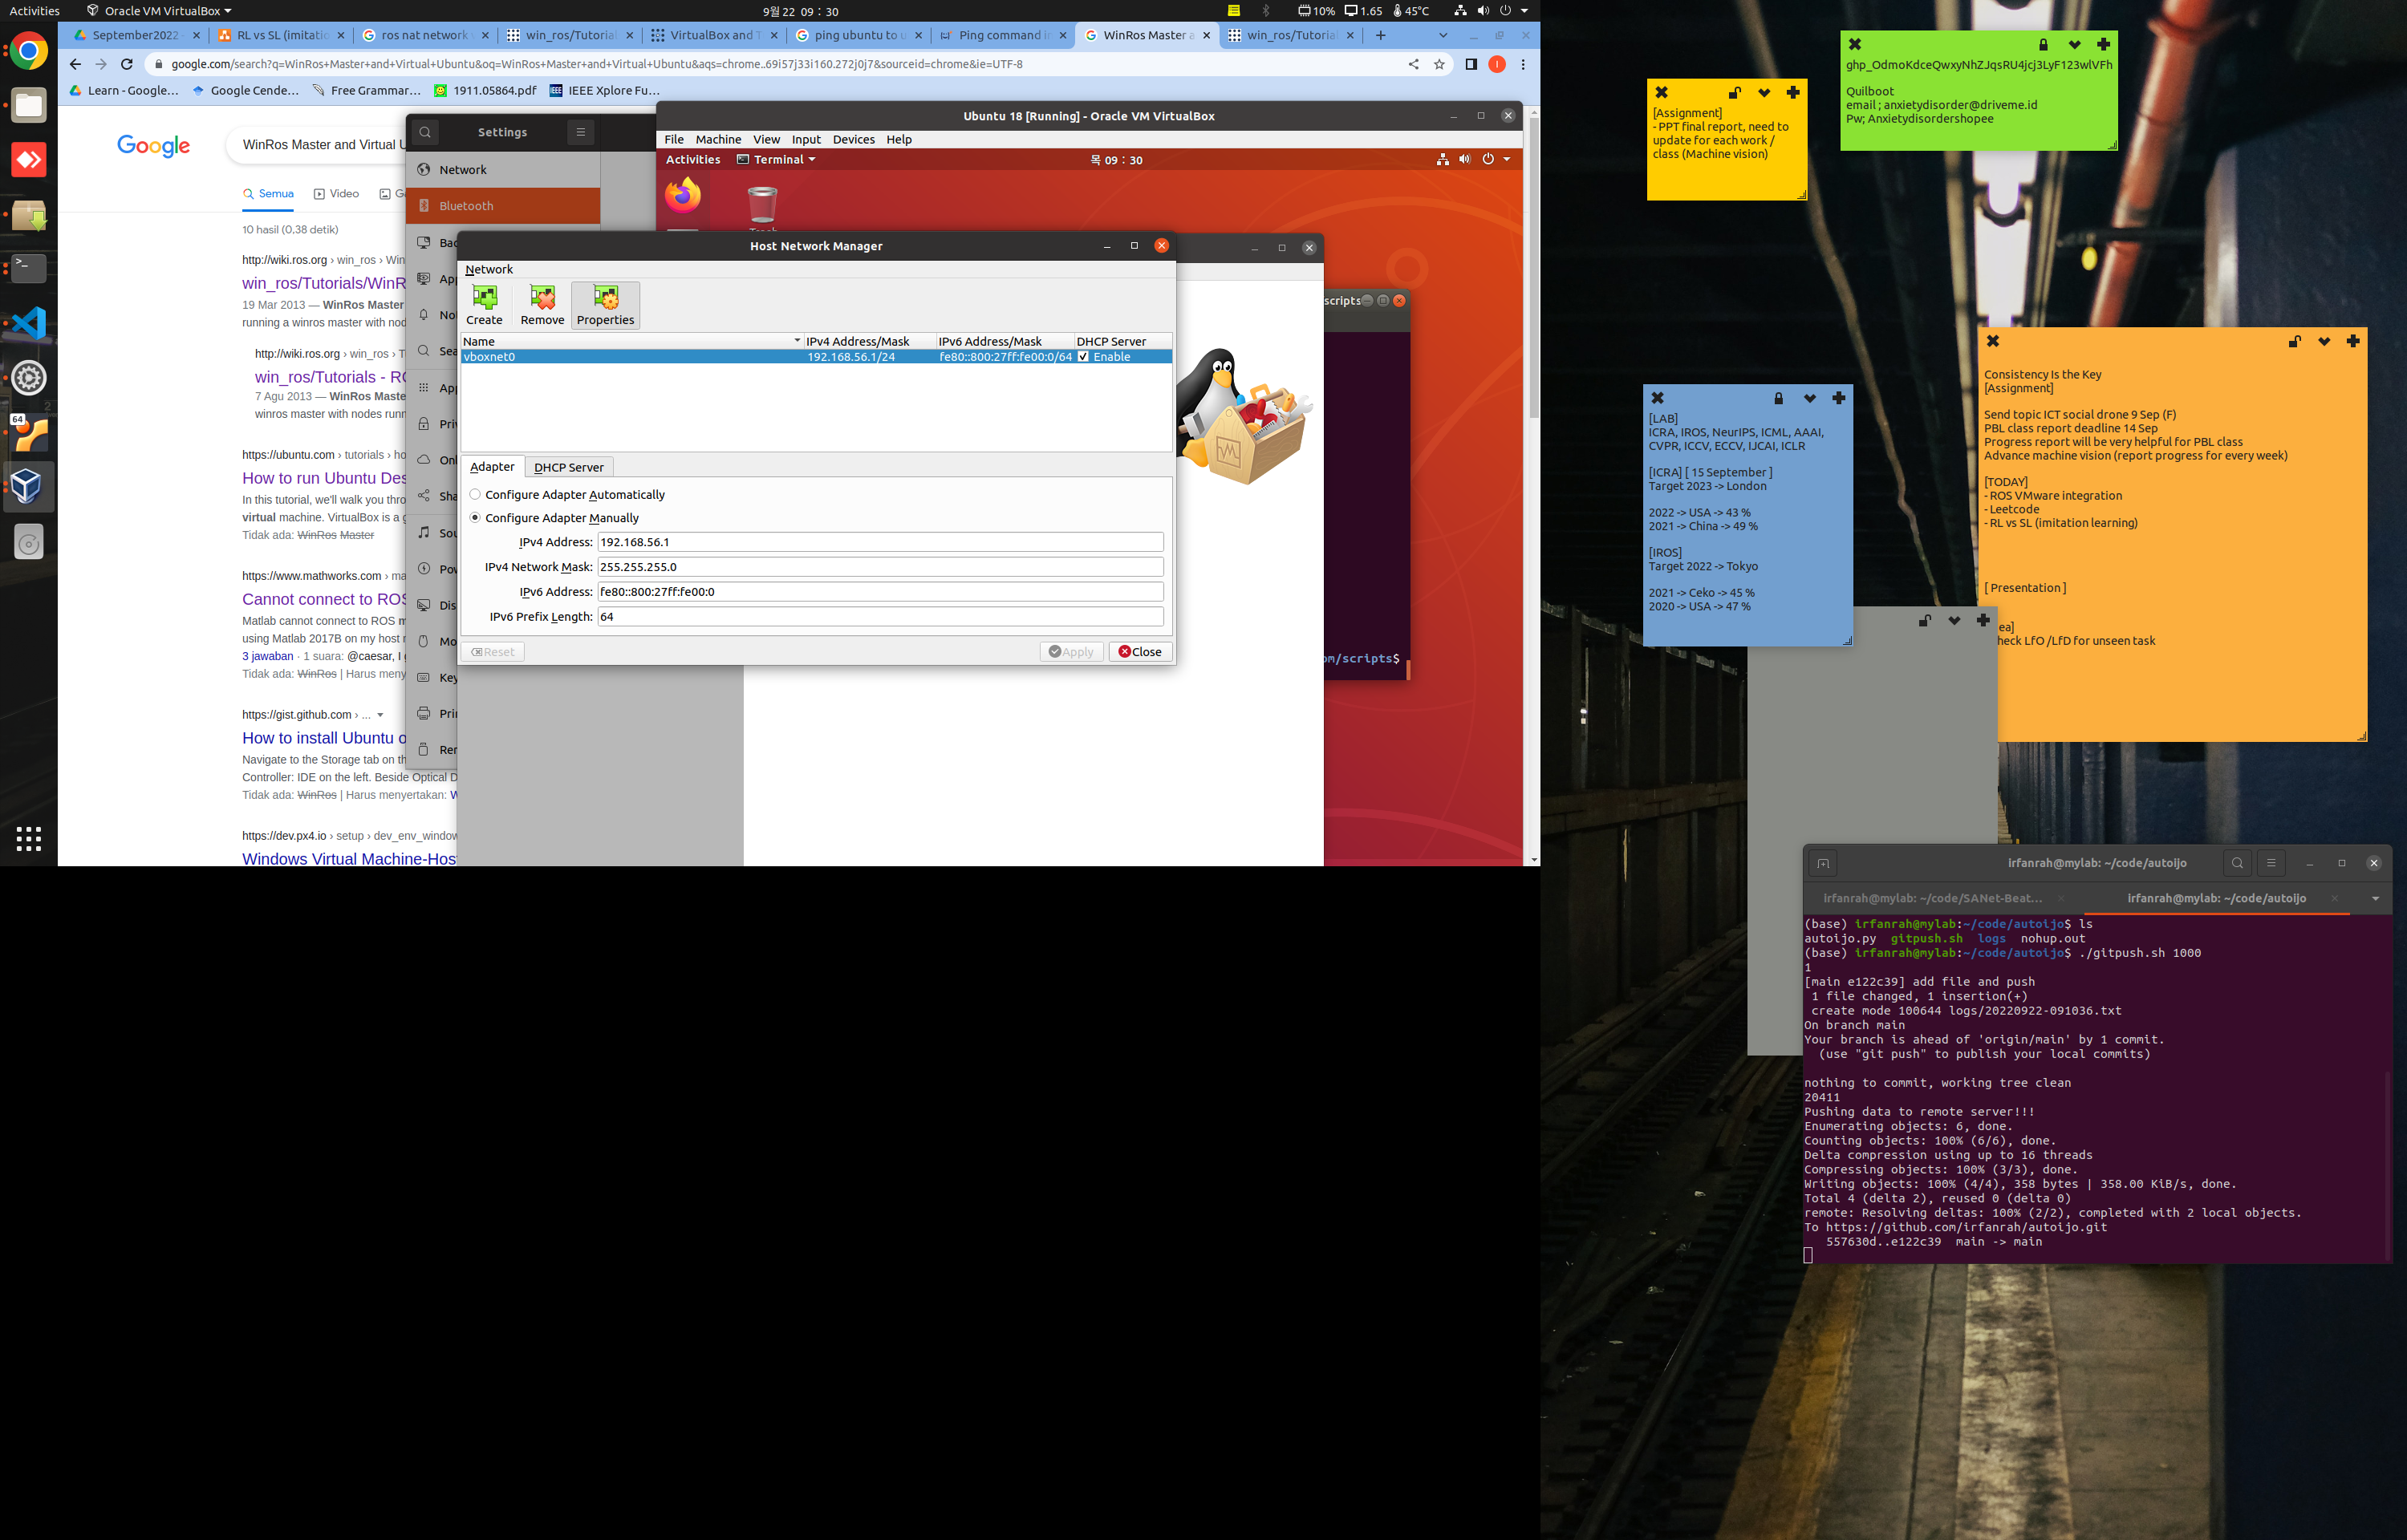 Activities
Oracle VM VirtualBox
9월 22 09 : 30
10%
1.65
45°C
September2022
RL vs SL (imitatio
ros nat network
win_ros/Tutorial
VirtualBox and T
ping ubuntu to u
Ping command in
WinRos Master a
win_ros/Tutorial
google.com/search?q=WinRos+Master+and+Virtual+Ubuntu&oq=WinRos+Master+and+Virtual+Ubuntu&aqs=chrome..69i57j33i160.272j0j7&sourceid=chrome&ie=UTF-8
Learn - Google…
Google Cende…
Free Grammar…
1911.05864.pdf
IEEE Xplore Fu…
Google
WinRos Master and Virtual U
Semua
Video
10 hasil (0,38 detik)
http://wiki.ros.org › win_ros › Win
win_ros/Tutorials/WinR
19 Mar 2013 — WinRos Master
running a winros master with nod
http://wiki.ros.org › win_ros › T
win_ros/Tutorials - RO
7 Agu 2013 — WinRos Maste
winros master with nodes runn
https://ubuntu.com › tutorials › ho
How to run Ubuntu Des
In this tutorial, we'll walk you thro
virtual machine. VirtualBox is a g
Tidak ada: WinRos Master
https://www.mathworks.com › ma
Cannot connect to ROS
Matlab cannot connect to ROS m
using Matlab 2017B on my host m
3 jawaban · 1 suara: @caesar, I g
Tidak ada: WinRos | Harus meny
https://gist.github.com › ...
How to install Ubuntu o
Navigate to the Storage tab on th
Controller: IDE on the left. Beside Optical D
Tidak ada: WinRos | Harus menyertakan: V
https://dev.px4.io › setup › dev_env_window
Windows Virtual Machine-Hos
Settings
Network
Bluetooth
Bac
App
No
Sea
App
Priv
Onl
Sha
Sou
Pow
Dis
Mo
Key
Prin
Ren
Ubuntu 18 [Running] - Oracle VM VirtualBox
File Machine View Input Devices Help
Activities
Terminal
목 09 : 30
Trash
scripts
om/scripts$
Host Network Manager
Network
Create
Remove
Properties
Name IPv4 Address/Mask IPv6 Address/Mask DHCP Server
vboxnet0 192.168.56.1/24 fe80::800:27ff:fe00:0/64 Enable
Adapter DHCP Server
Configure Adapter Automatically
Configure Adapter Manually
IPv4 Address: 192.168.56.1
IPv4 Network Mask: 255.255.255.0
IPv6 Address: fe80::800:27ff:fe00:0
IPv6 Prefix Length: 64
Reset
Apply
Close
[Assignment]
- PPT final report, need to
update for each work /
class (Machine vision)
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
Quilboot
email ; anxietydisorder@driveme.id
Pw; Anxietydisordershopee
Consistency Is the Key
[Assignment]
Send topic ICT social drone 9 Sep (F)
PBL class report deadline 14 Sep
Progress report will be very helpful for PBL class
Advance machine vision (report progress for every week)
[TODAY]
- ROS VMware integration
- Leetcode
- RL vs SL (imitation learning)
[ Presentation ]
ea]
heck LfO /LfD for unseen task
[LAB]
ICRA, IROS, NeurIPS, ICML, AAAI,
CVPR, ICCV, ECCV, IJCAI, ICLR
[ICRA] [ 15 September ]
Target 2023 -> London
2022 -> USA -> 43 %
2021 -> China -> 49 %
[IROS]
Target 2022 -> Tokyo
2021 -> Ceko -> 45 %
2020 -> USA -> 47 %
irfanrah@mylab: ~/code/autoijo
irfanrah@mylab: ~/code/SANet-Beat...
irfanrah@mylab: ~/code/autoijo
(base) irfanrah@mylab:~/code/autoijo$ ls
autoijo.py gitpush.sh logs nohup.out
(base) irfanrah@mylab:~/code/autoijo$ ./gitpush.sh 1000
1
[main e122c39] add file and push
1 file changed, 1 insertion(+)
create mode 100644 logs/20220922-091036.txt
On branch main
Your branch is ahead of 'origin/main' by 1 commit.
(use "git push" to publish your local commits)
nothing to commit, working tree clean
20411
Pushing data to remote server!!!
Enumerating objects: 6, done.
Counting objects: 100% (6/6), done.
Delta compression using up to 16 threads
Compressing objects: 100% (3/3), done.
Writing objects: 100% (4/4), 358 bytes | 358.00 KiB/s, done.
Total 4 (delta 2), reused 0 (delta 0)
remote: Resolving deltas: 100% (2/2), completed with 2 local objects.
To https://github.com/irfanrah/autoijo.git
557630d..e122c39 main -> main